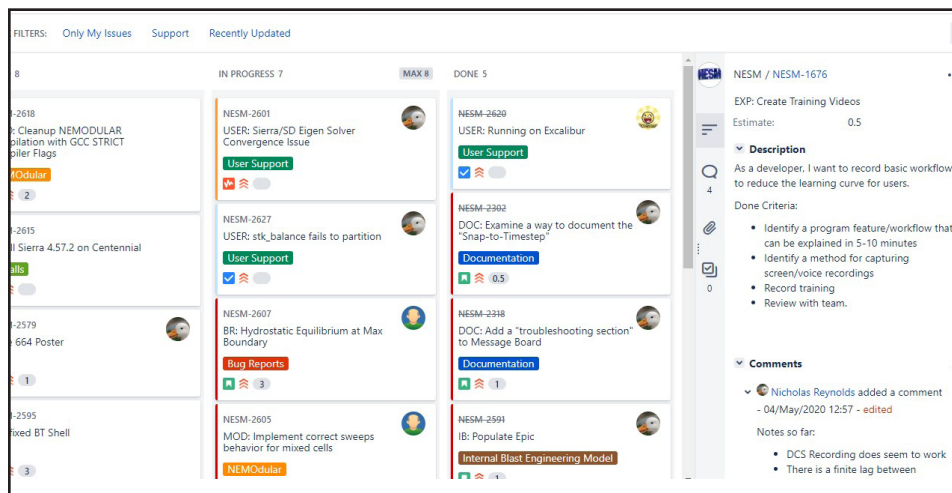 FILTERS: Only My Issues Support Recently Updated
8
-2618
: Cleanup NEMODULAR
pilation with GCC STRICT
piler Flags
MOdular
2
-2615
ll Sierra 4.57.2 on Centennial
alls
-2579
664 Poster
1
-2595
fixed BT Shell
3
IN PROGRESS 7 MAX 8
NESM-2601
USER: Sierra/SD Eigen Solver
Convergence Issue
User Support
NESM-2627
USER: stk_balance fails to partition
User Support
NESM-2607
BR: Hydrostatic Equilibrium at Max
Boundary
Bug Reports
3
NESM-2605
MOD: Implement correct sweeps
behavior for mixed cells
NEMOdular
DONE 5
NESM-2620
USER: Running on Excalibur
User Support
NESM-2302
DOC: Examine a way to document the
"Snap-to-Timestep"
Documentation
0.5
NESM-2318
DOC: Add a "troubleshooting section"
to Message Board
Documentation
1
NESM-2591
IB: Populate Epic
Internal Blast Engineering Model
1
NESM
4
0
NESM / NESM-1676
EXP: Create Training Videos
Estimate: 0.5
Description
As a developer, I want to record basic workflow
to reduce the learning curve for users.
Done Criteria:
• Identify a program feature/workflow that
can be explained in 5-10 minutes
• Identify a method for capturing
screen/voice recordings
• Record training
• Review with team.
Comments
Nicholas Reynolds added a comment
- 04/May/2020 12:57 - edited
Notes so far:
• DCS Recording does seem to work
• There is a finite lag between